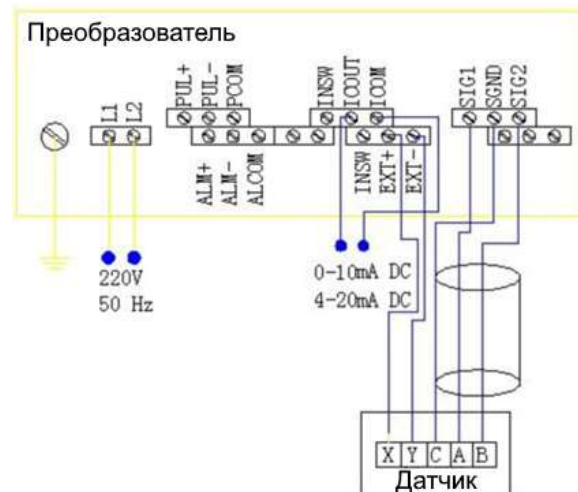 Преобразователь
L1 L2
PUL+ PUL- PCOM
INSW ICOUT ICOM
SIG1 SGND SIG2
ALM+ ALM- ALCOM
INSW EXT+ EXT-
220V
50 Hz
0-10mA DC
4-20mA DC
X Y C A B
Датчик